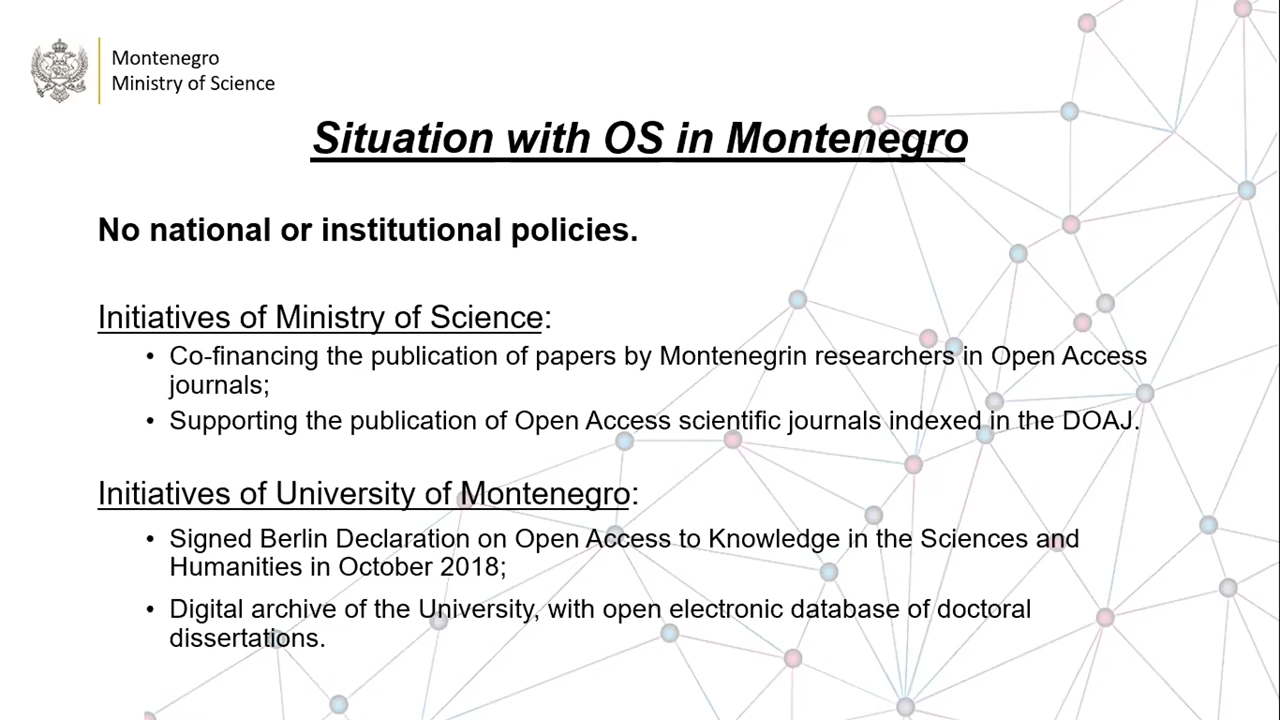 Montenegro
Ministry of Science
Situation with OS in Montenegro
No national or institutional policies.
Initiatives of Ministry of Science:
• Co-financing the publication of papers by Montenegrin researchers in Open Access
journals;
• Supporting the publication of Open Access scientific journals indexed in the DOAJ.
Initiatives of University of Montenegro:
• Signed Berlin Declaration on Open Access to Knowledge in the Sciences and
Humanities in October 2018;
• Digital archive of the University, with open electronic database of doctoral
dissertations.